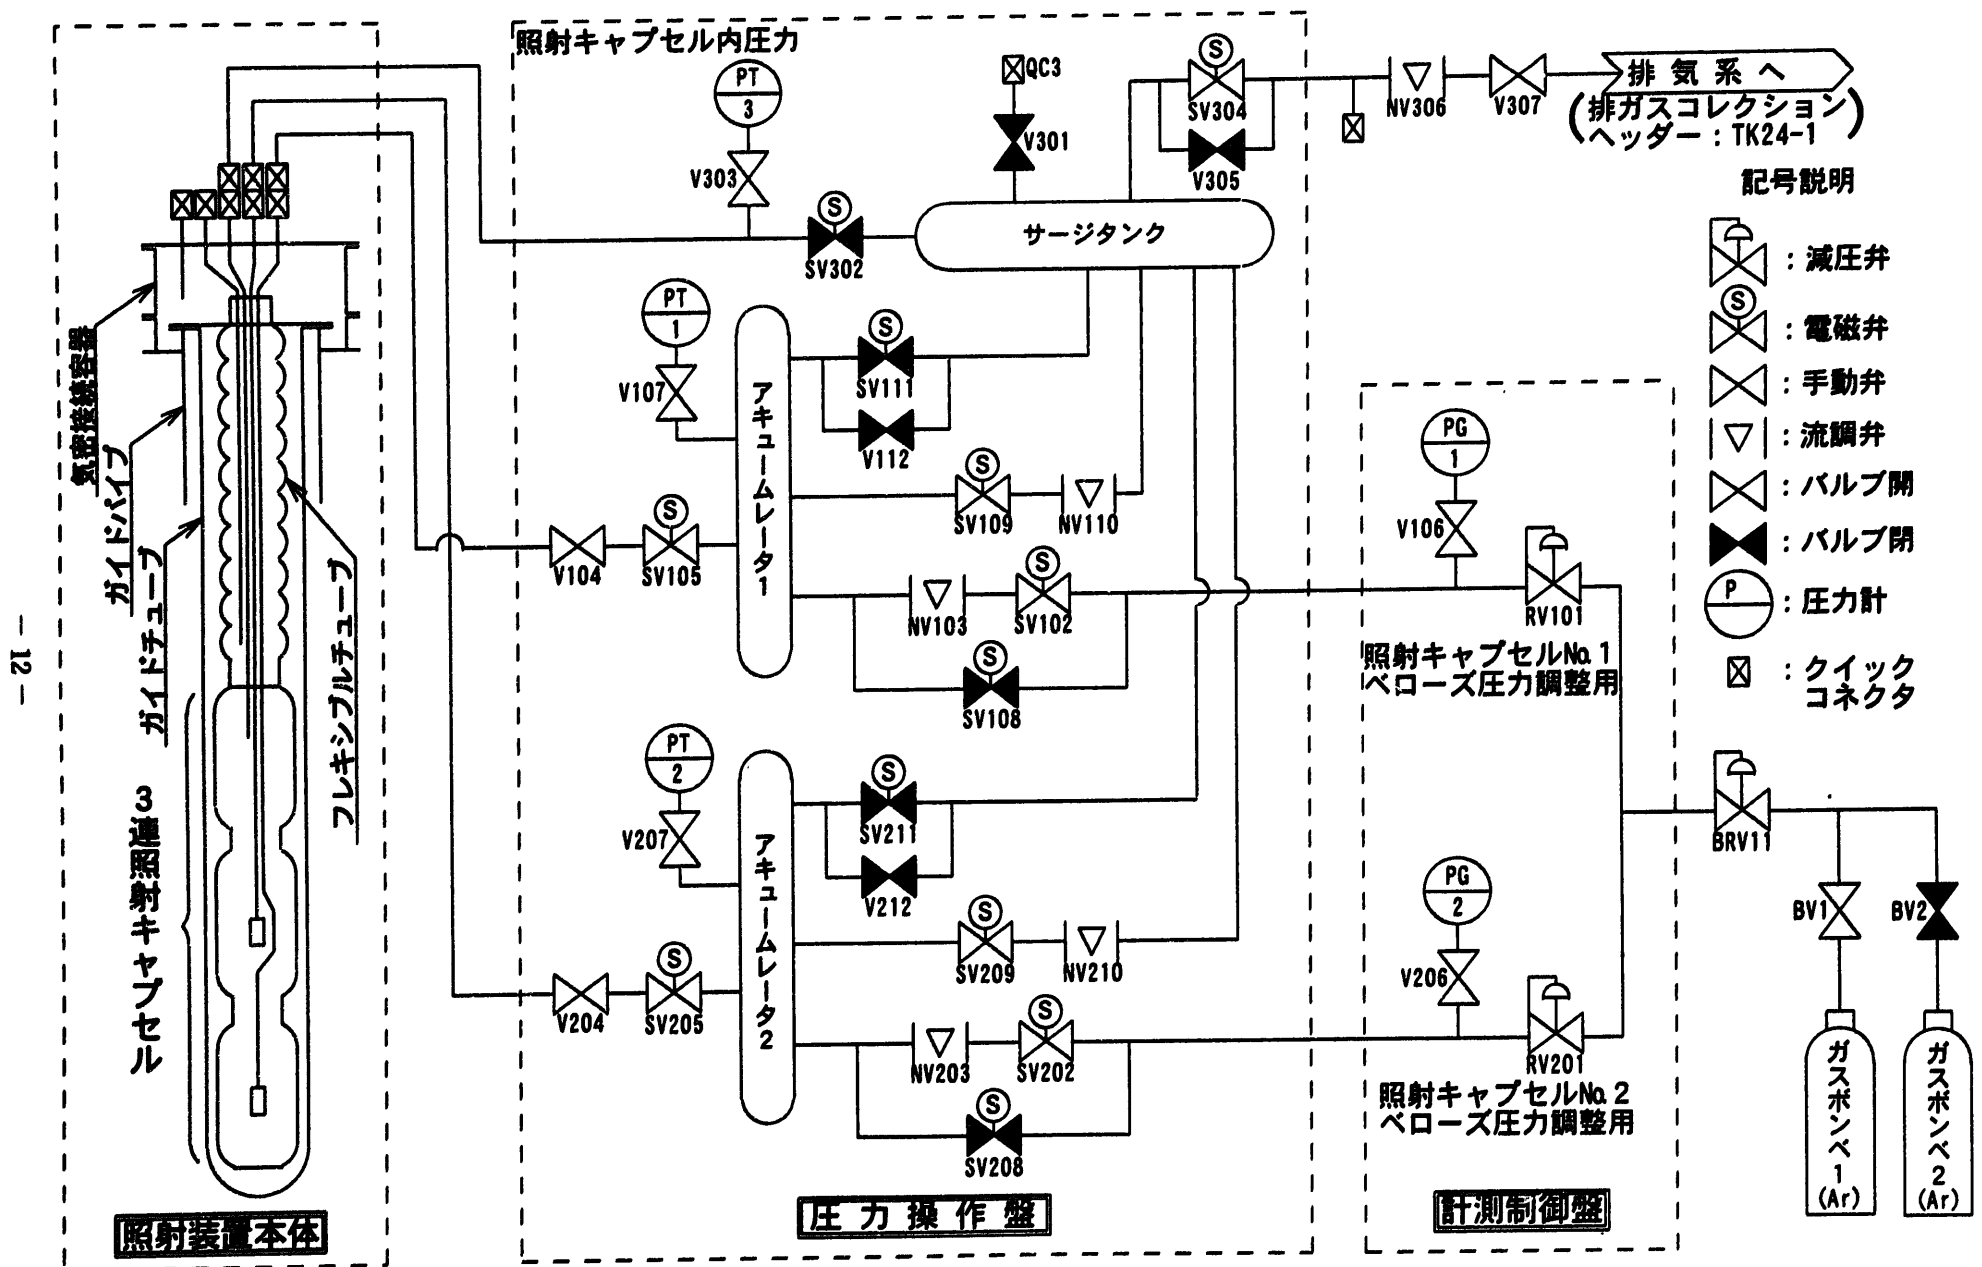 照射キャプセル内圧力
PT
3
V303
S
SV302
QC3
V301
S
SV304
V305
NV306
V307
排気系へ
(排ガスコレクション
ヘッダー:TK24-1)
サージタンク
PT
1
V107
アキュームレータ1
S
SV111
V112
S
SV109
NV110
V104
S
SV105
NV103
S
SV102
S
SV108
PT
2
V207
アキュームレータ2
S
SV211
V212
S
SV209
NV210
V204
S
SV205
NV203
S
SV202
S
SV208
圧力操作盤
PG
1
V106
RV101
照射キャプセルNo.1
ベローズ圧力調整用
PG
2
V206
RV201
照射キャプセルNo.2
ベローズ圧力調整用
計測制御盤
BRV11
BV1
BV2
ガスボンベ1
(Ar)
ガスボンベ2
(Ar)
記号説明
:減圧弁
S
:電磁弁
:手動弁
:流調弁
:バルブ開
:バルブ閉
P
:圧力計
:クイック
コネクタ
気密接続容器
ガイドパイプ
ガイドチューブ
フレキシブルチューブ
3連照射キャプセル
照射装置本体
- 12 -